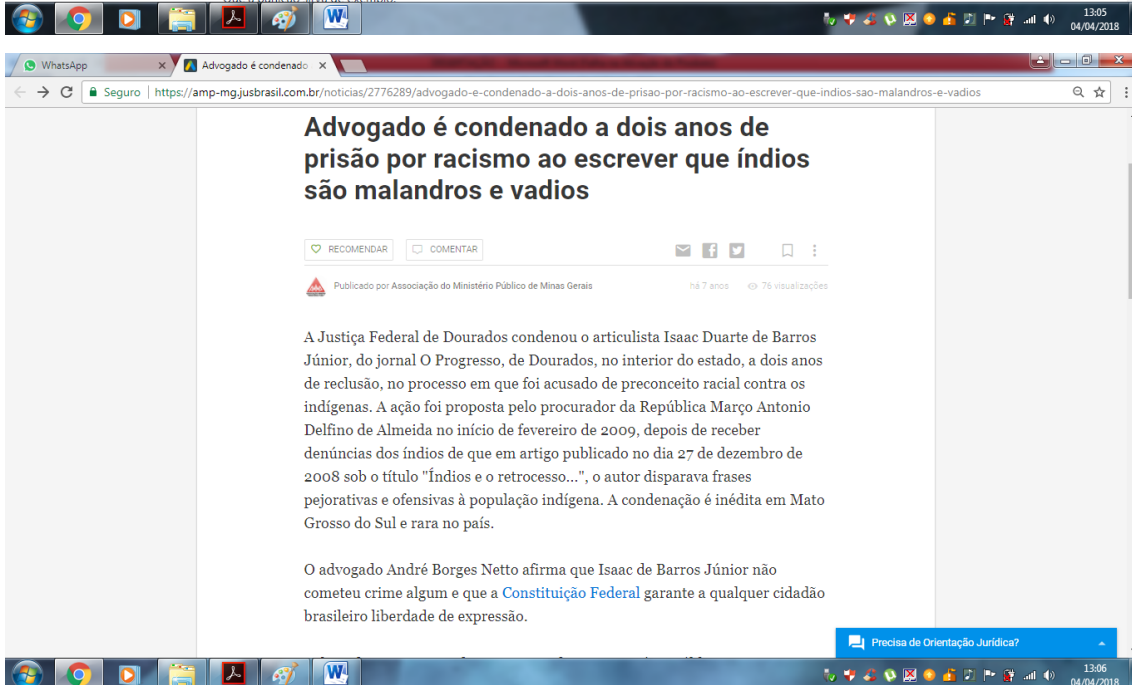 13:05
04/04/2018
WhatsApp
Advogado é condenado
Seguro
https://amp-mg.jusbrasil.com.br/noticias/2776289/advogado-e-condenado-a-dois-anos-de-prisao-por-racismo-ao-escrever-que-indios-sao-malandros-e-vadios
Advogado é condenado a dois anos de
prisão por racismo ao escrever que índios
são malandros e vadios
RECOMENDAR
COMENTAR
Publicado por Associação do Ministério Público de Minas Gerais
há 7 anos
76 visualizações
A Justiça Federal de Dourados condenou o articulista Isaac Duarte de Barros
Júnior, do jornal O Progresso, de Dourados, no interior do estado, a dois anos
de reclusão, no processo em que foi acusado de preconceito racial contra os
indígenas. A ação foi proposta pelo procurador da República Março Antonio
Delfino de Almeida no início de fevereiro de 2009, depois de receber
denúncias dos índios de que em artigo publicado no dia 27 de dezembro de
2008 sob o título "Índios e o retrocesso...", o autor disparava frases
pejorativas e ofensivas à população indígena. A condenação é inédita em Mato
Grosso do Sul e rara no país.
O advogado André Borges Netto afirma que Isaac de Barros Júnior não
cometeu crime algum e que a Constituição Federal garante a qualquer cidadão
brasileiro liberdade de expressão.
Precisa de Orientação Jurídica?
13:06
04/04/2018